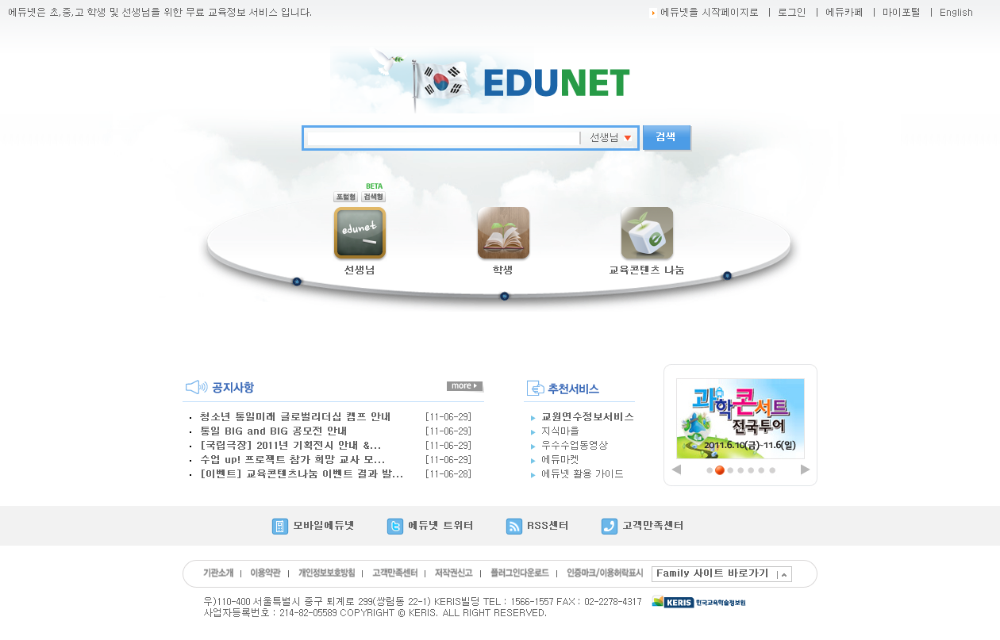 에듀넷은 초,중,고 학생 및 선생님을 위한 무료 교육정보 서비스 입니다.
에듀넷을 시작페이지로 | 로그인 | 에듀카페 | 마이포털 | English
EDUNET
선생님
검색
BETA
포털형 검색형
edunet
선생님
학생
교육콘텐츠 나눔
공지사항
more
청소년 통일미래 글로벌리더십 캠프 안내 [11-06-29]
통일 BIG and BIG 공모전 안내 [11-06-29]
[국립극장] 2011년 기획전시 안내 &... [11-06-29]
수업 up! 프로젝트 참가 희망 교사 모... [11-06-29]
[이벤트] 교육콘텐츠나눔 이벤트 결과 발... [11-06-28]
추천서비스
교원연수정보서비스
지식마을
우수수업동영상
에듀마켓
에듀넷 활용 가이드
과학콘서트
전국투어
2011.6.10(금)-11.6(일)
모바일에듀넷
에듀넷 트위터
RSS센터
고객만족센터
기관소개 | 이용약관 | 개인정보보호방침 | 고객만족센터 | 저작권신고 | 플러그인다운로드 | 인증마크/이용허락표시
Family 사이트 바로가기
우)110-400 서울특별시 중구 퇴계로 299(쌍림동 22-1) KERIS빌딩 TEL : 1566-1557 FAX : 02-2278-4317
사업자등록번호 : 214-82-05589 COPYRIGHT © KERIS. ALL RIGHT RESERVED.
KERIS 한국교육학술정보원